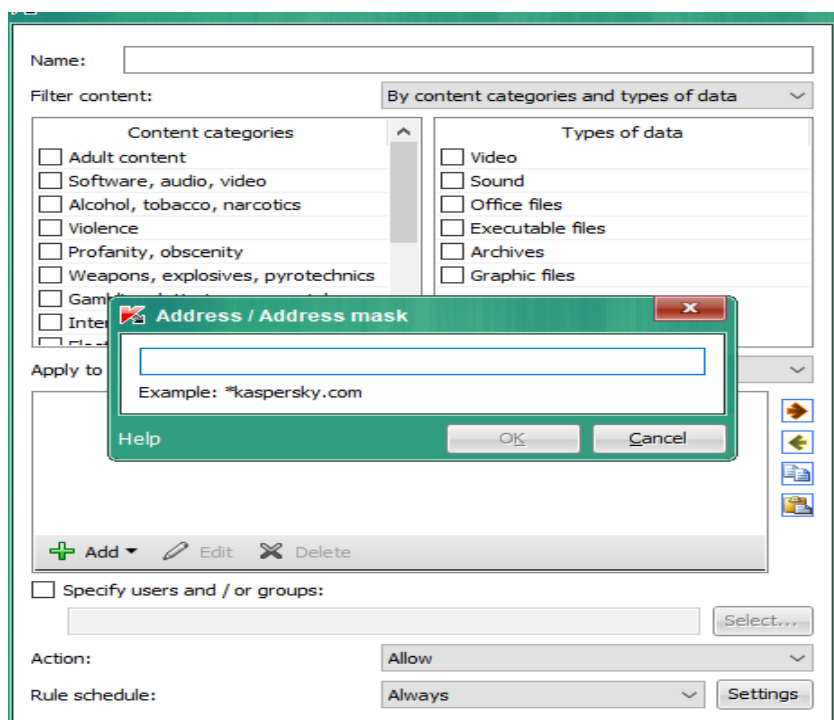 Name:
Filter content: By content categories and types of data
Content categories
Adult content
Software, audio, video
Alcohol, tobacco, narcotics
Violence
Profanity, obscenity
Weapons, explosives, pyrotechnics
Types of data
Video
Sound
Office files
Executable files
Archives
Graphic files
Address / Address mask
Example: *kaspersky.com
Help OK Cancel
Apply to
Add Edit Delete
Specify users and / or groups:
Select...
Action: Allow
Rule schedule: Always Settings